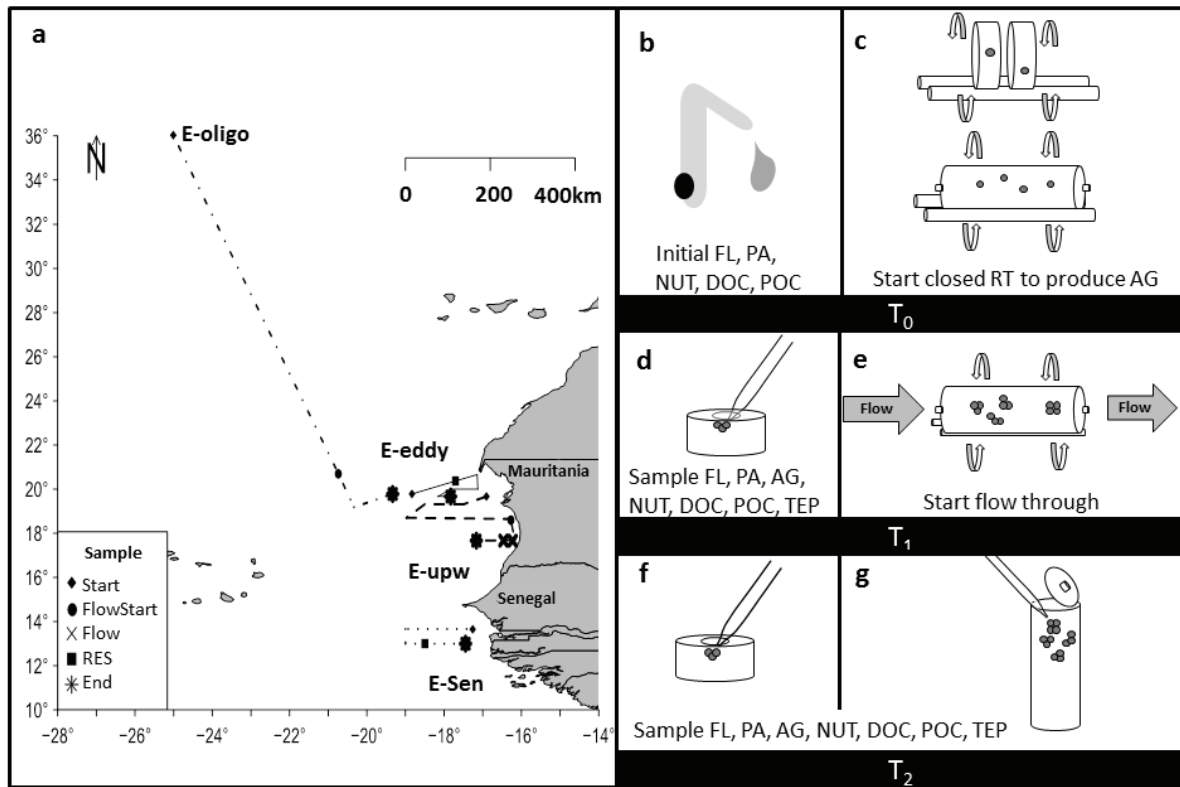 a
E-oligo
N
0
200
400km
36°
34°
32°
30°
28°
26°
24°
22°
20°
18°
16°
14°
12°
10°
E-eddy
Mauritania
E-upw
Senegal
E-Sen
Sample
Start
FlowStart
Flow
RES
End
−28°
−26°
−24°
−22°
−20°
−18°
−16°
−14°
b
Initial FL, PA,
NUT, DOC, POC
c
Start closed RT to produce AG
T0
d
Sample FL, PA, AG,
NUT, DOC, POC, TEP
e
Flow
Flow
Start flow through
T1
f
g
Sample FL, PA, AG, NUT, DOC, POC, TEP
T2